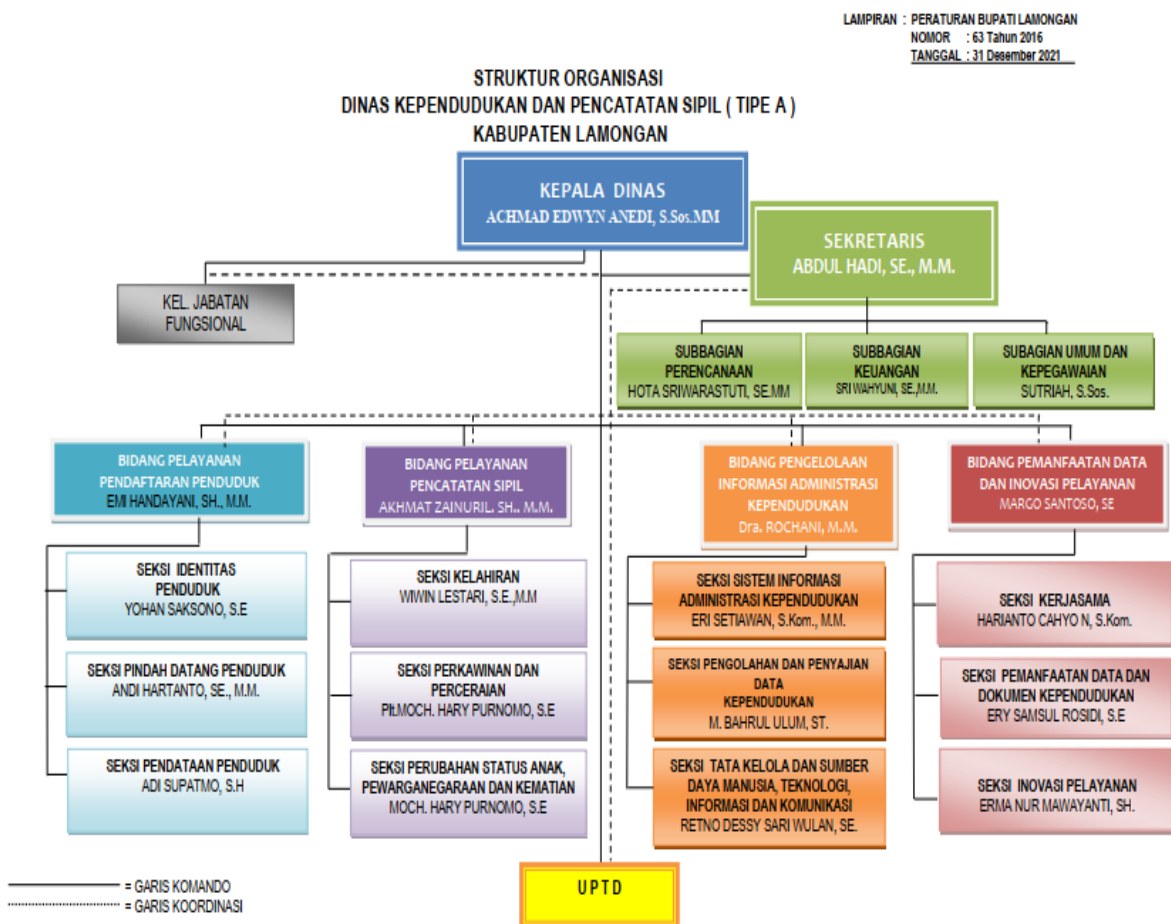 LAMPIRAN : PERATURAN BUPATI LAMONGAN
NOMOR : 63 Tahun 2016
TANGGAL : 31 Desember 2021
STRUKTUR ORGANISASI
DINAS KEPENDUDUKAN DAN PENCATATAN SIPIL ( TIPE A )
KABUPATEN LAMONGAN
KEPALA DINAS
ACHMAD EDWYN ANEDI, S.Sos.MM
SEKRETARIS
ABDUL HADI, SE., M.M.
KEL. JABATAN
FUNGSIONAL
SUBBAGIAN
PERENCANAAN
HOTA SRIWARASTUTI, SE.MM
SUBBAGIAN
KEUANGAN
SRI WAHYUNI, SE.,M.M.
SUBAGIAN UMUM DAN
KEPEGAWAIAN
SUTRIAH, S.Sos.
BIDANG PELAYANAN
PENDAFTARAN PENDUDUK
EMI HANDAYANI, SH., M.M.
SEKSI IDENTITAS
PENDUDUK
YOHAN SAKSONO, S.E
SEKSI PINDAH DATANG PENDUDUK
ANDI HARTANTO, SE., M.M.
SEKSI PENDATAAN PENDUDUK
ADI SUPATMO, S.H
BIDANG PELAYANAN
PENCATATAN SIPIL
AKHMAT ZAINURIL. SH., M.M.
SEKSI KELAHIRAN
WIWIN LESTARI, S.E.,M.M
SEKSI PERKAWINAN DAN
PERCERAIAN
Plt.MOCH. HARY PURNOMO, S.E
SEKSI PERUBAHAN STATUS ANAK,
PEWARGANEGARAAN DAN KEMATIAN
MOCH. HARY PURNOMO, S.E
BIDANG PENGELOLAAN
INFORMASI ADMINISTRASI
KEPENDUDUKAN
Dra. ROCHANI, M.M.
SEKSI SISTEM INFORMASI
ADMINISTRASI KEPENDUDUKAN
ERI SETIAWAN, S.Kom., M.M.
SEKSI PENGOLAHAN DAN PENYAJIAN
DATA
KEPENDUDUKAN
M. BAHRUL ULUM, ST.
SEKSI TATA KELOLA DAN SUMBER
DAYA MANUSIA, TEKNOLOGI,
INFORMASI DAN KOMUNIKASI
RETNO DESSY SARI WULAN, SE.
BIDANG PEMANFAATAN DATA
DAN INOVASI PELAYANAN
MARGO SANTOSO, SE
SEKSI KERJASAMA
HARIANTO CAHYO N, S.Kom.
SEKSI PEMANFAATAN DATA DAN
DOKUMEN KEPENDUDUKAN
ERY SAMSUL ROSIDI, S.E
SEKSI INOVASI PELAYANAN
ERMA NUR MAWAYANTI, SH.
UPTD
= GARIS KOMANDO
= GARIS KOORDINASI